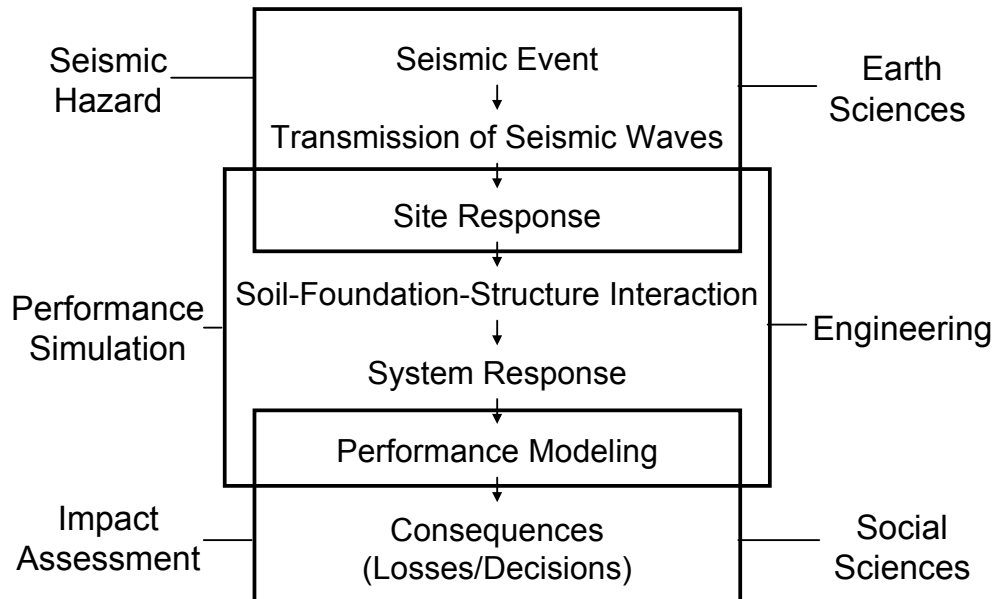 Seismic
Hazard
Seismic Event
Earth
Sciences
Transmission of Seismic Waves
Site Response
Performance
Simulation
Soil-Foundation-Structure Interaction
Engineering
System Response
Performance Modeling
Impact
Assessment
Consequences
(Losses/Decisions)
Social
Sciences